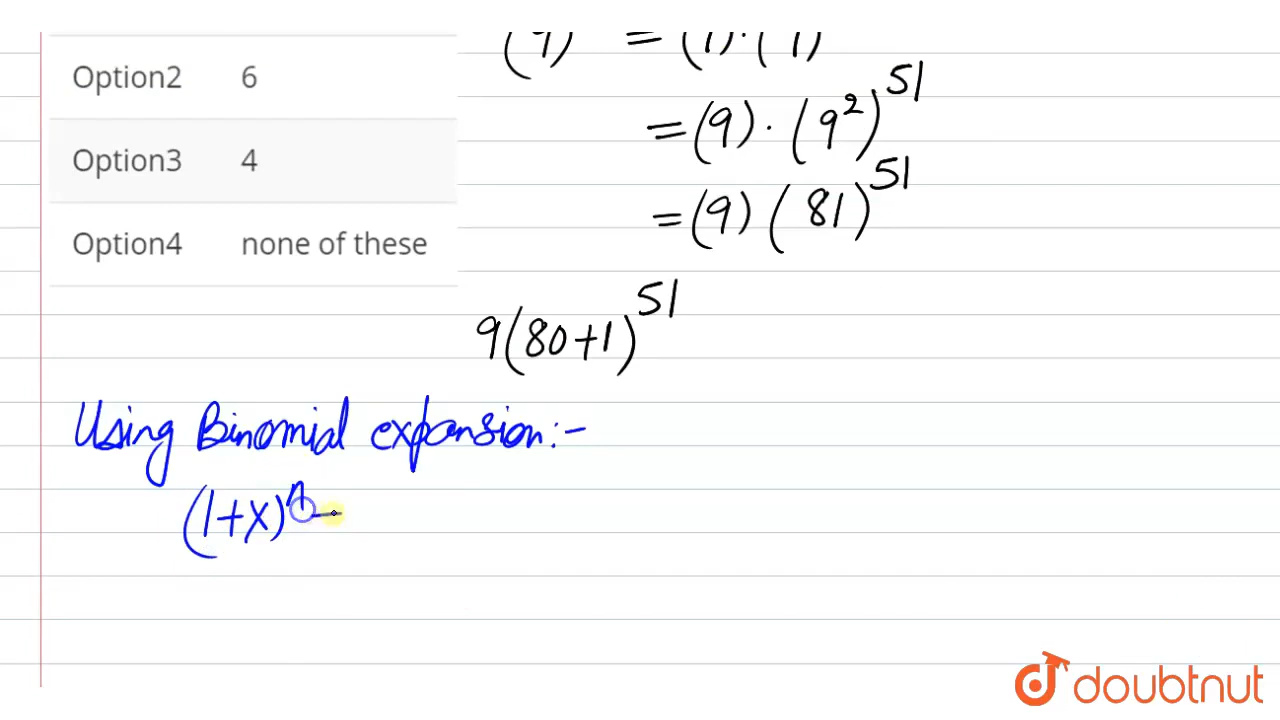 Option2 6
Option3 4
Option4 none of these
= (9) · (9²)^51
= (9) (81)^51
9(80+1)^51
Using Binomial expansion:-
(1+x)^n
doubtnut